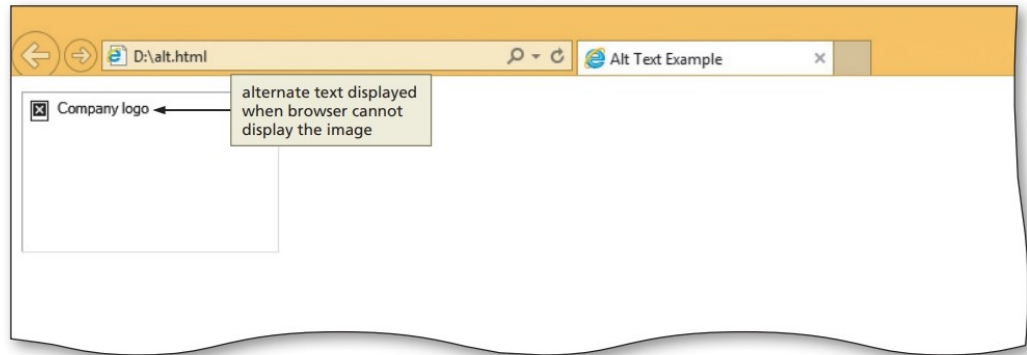 D:\alt.html
Alt Text Example
Company logo
alternate text displayed
when browser cannot
display the image